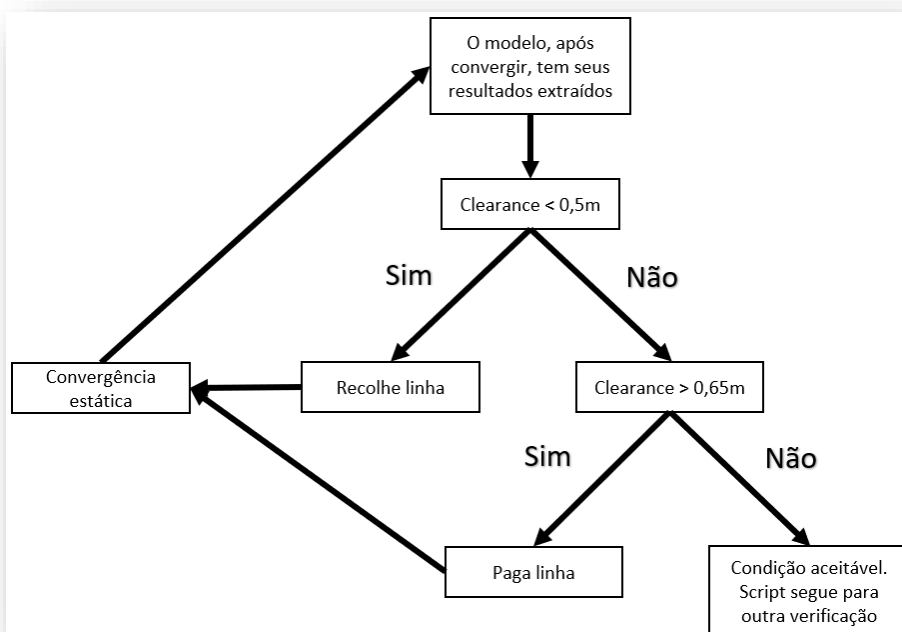 O modelo, após
convergir, tem seus
resultados extraídos
Clearance < 0,5m
Sim
Não
Convergência
estática
Recolhe linha
Clearance > 0,65m
Sim
Não
Paga linha
Condição aceitável.
Script segue para
outra verificação